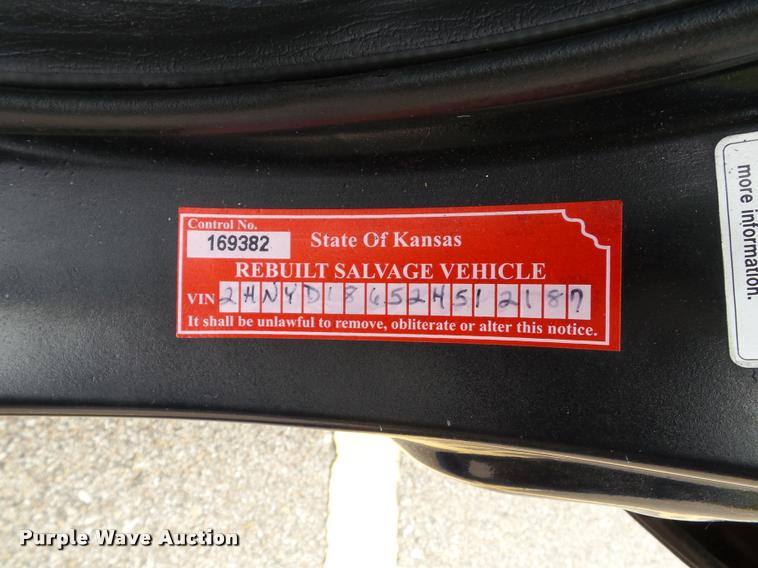 Control No.
169382
State Of Kansas
REBUILT SALVAGE VEHICLE
VIN 2HNYD18652H512187
It shall be unlawful to remove, obliterate or alter this notice.
more information.
Purple Wave Auction